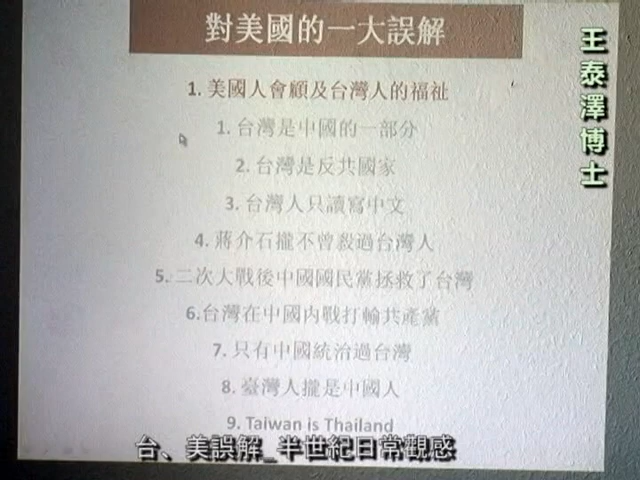 對美國的一大誤解
1. 美國人會顧及台灣人的福祉
1. 台灣是中國的一部分
2. 台灣是反共國家
3. 台灣人只讀寫中文
4. 蔣介石攏不曾殺過台灣人
5. 二次大戰後中國國民黨拯救了台灣
6.台灣在中國內戰打輸共產黨
7. 只有中國統治過台灣
8. 臺灣人攏是中國人
9. Taiwan is Thailand
台、美誤解_半世紀日常觀感
王泰澤博士